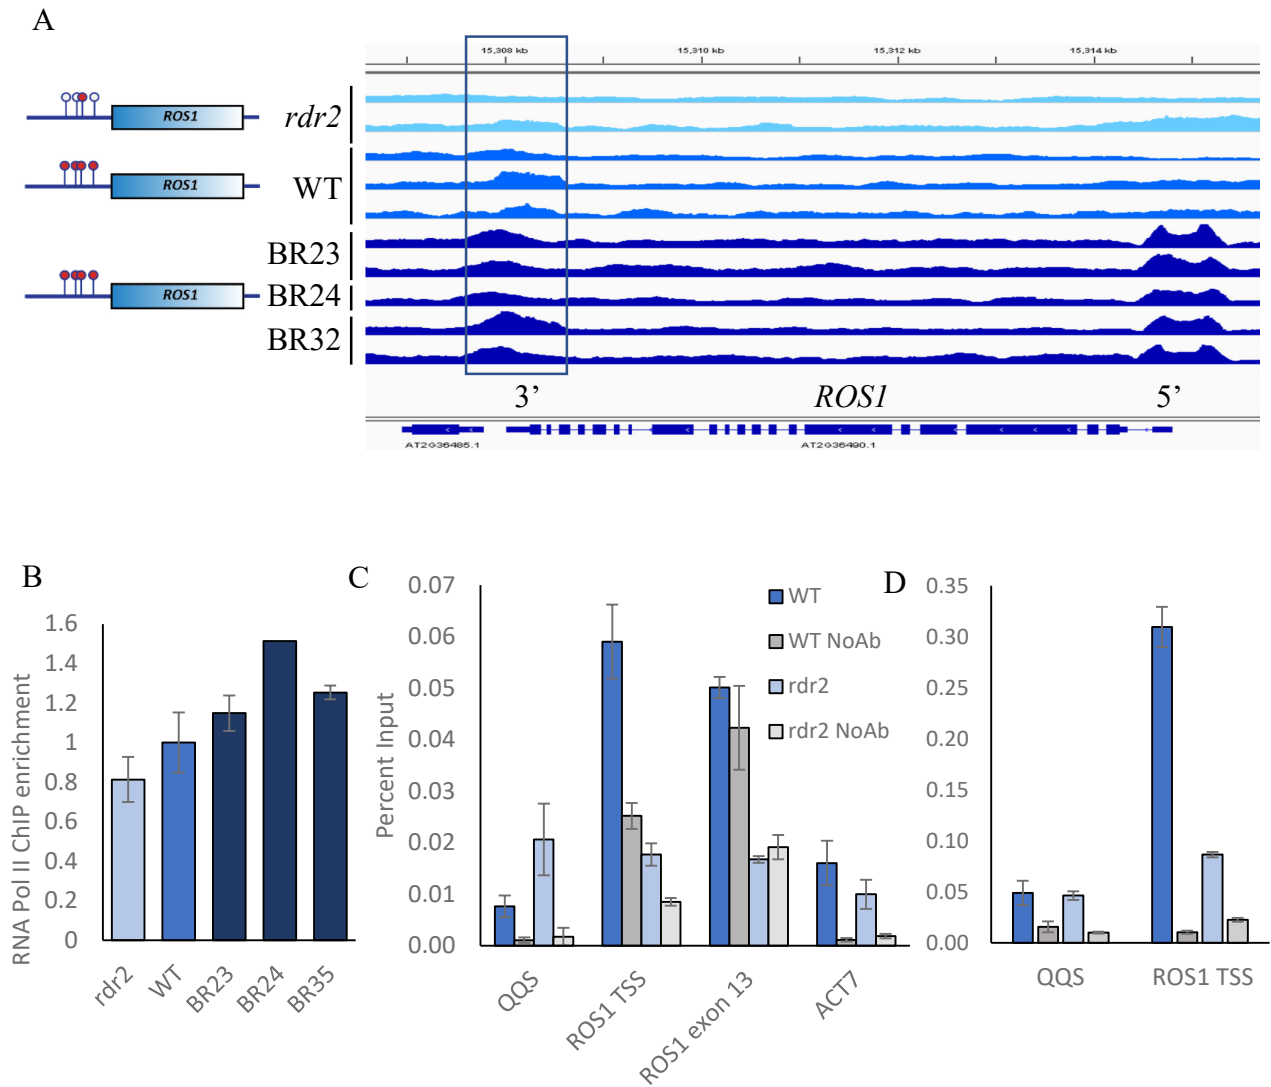 A
15,308 kb
15,310 kb
15,312 kb
15,314 kb
ROS1
rdr2
ROS1
WT
BR23
ROS1
BR24
BR32
3’
ROS1
5’
AT2G36485.1
AT2G36490.1
B
RNA Pol II ChIP enrichment
1.6
1.4
1.2
1
0.8
0.6
0.4
0.2
0
rdr2
WT
BR23
BR24
BR35
C
Percent Input
0.07
0.06
0.05
0.04
0.03
0.02
0.01
0.00
WT
WT NoAb
rdr2
rdr2 NoAb
QQS
ROS1 TSS
ROS1 exon 13
ACT7
D
0.35
0.30
0.25
0.20
0.15
0.10
0.05
0.00
QQS
ROS1 TSS